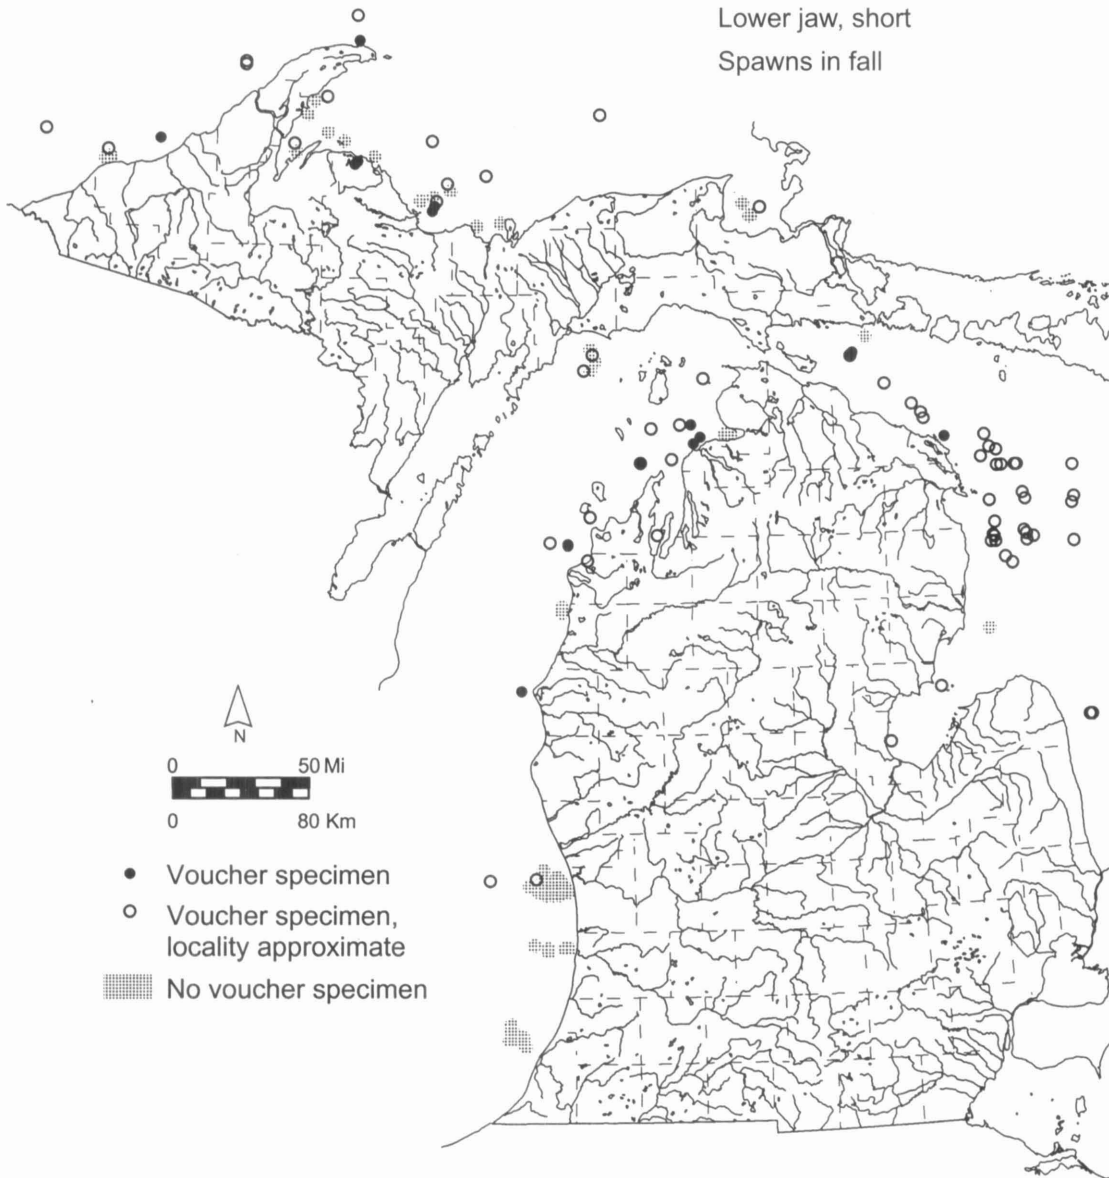 Lower jaw, short
Spawns in fall
N
0 50 Mi
0 80 Km
Voucher specimen
Voucher specimen,
locality approximate
No voucher specimen